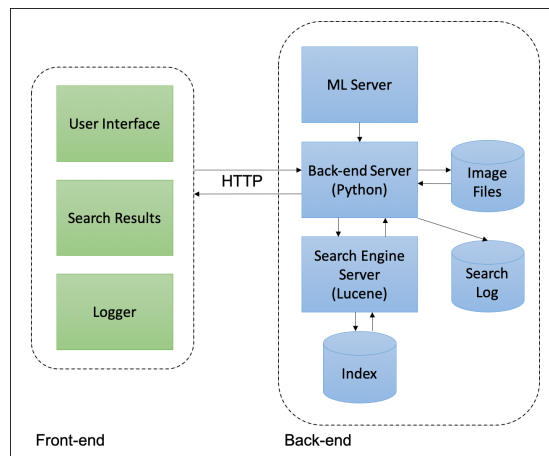 User Interface
Search Results
Logger
Front-end
HTTP
ML Server
Back-end Server
(Python)
Image
Files
Search Engine
Server
(Lucene)
Search
Log
Index
Back-end